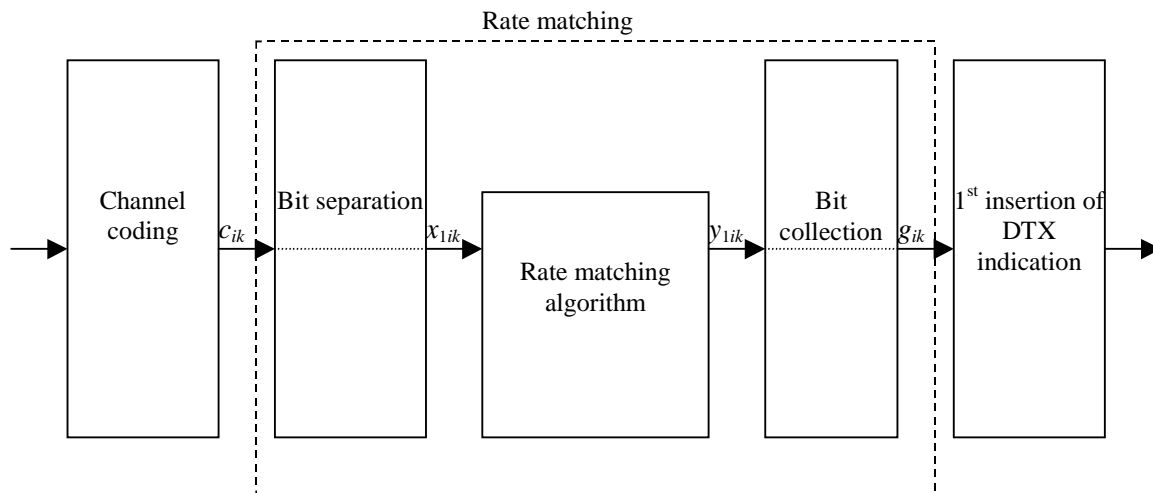 Rate matching
Channel
coding
cik
Bit separation
x1ik
Rate matching
algorithm
y1ik
Bit
collection
gik
1st insertion of
DTX
indication